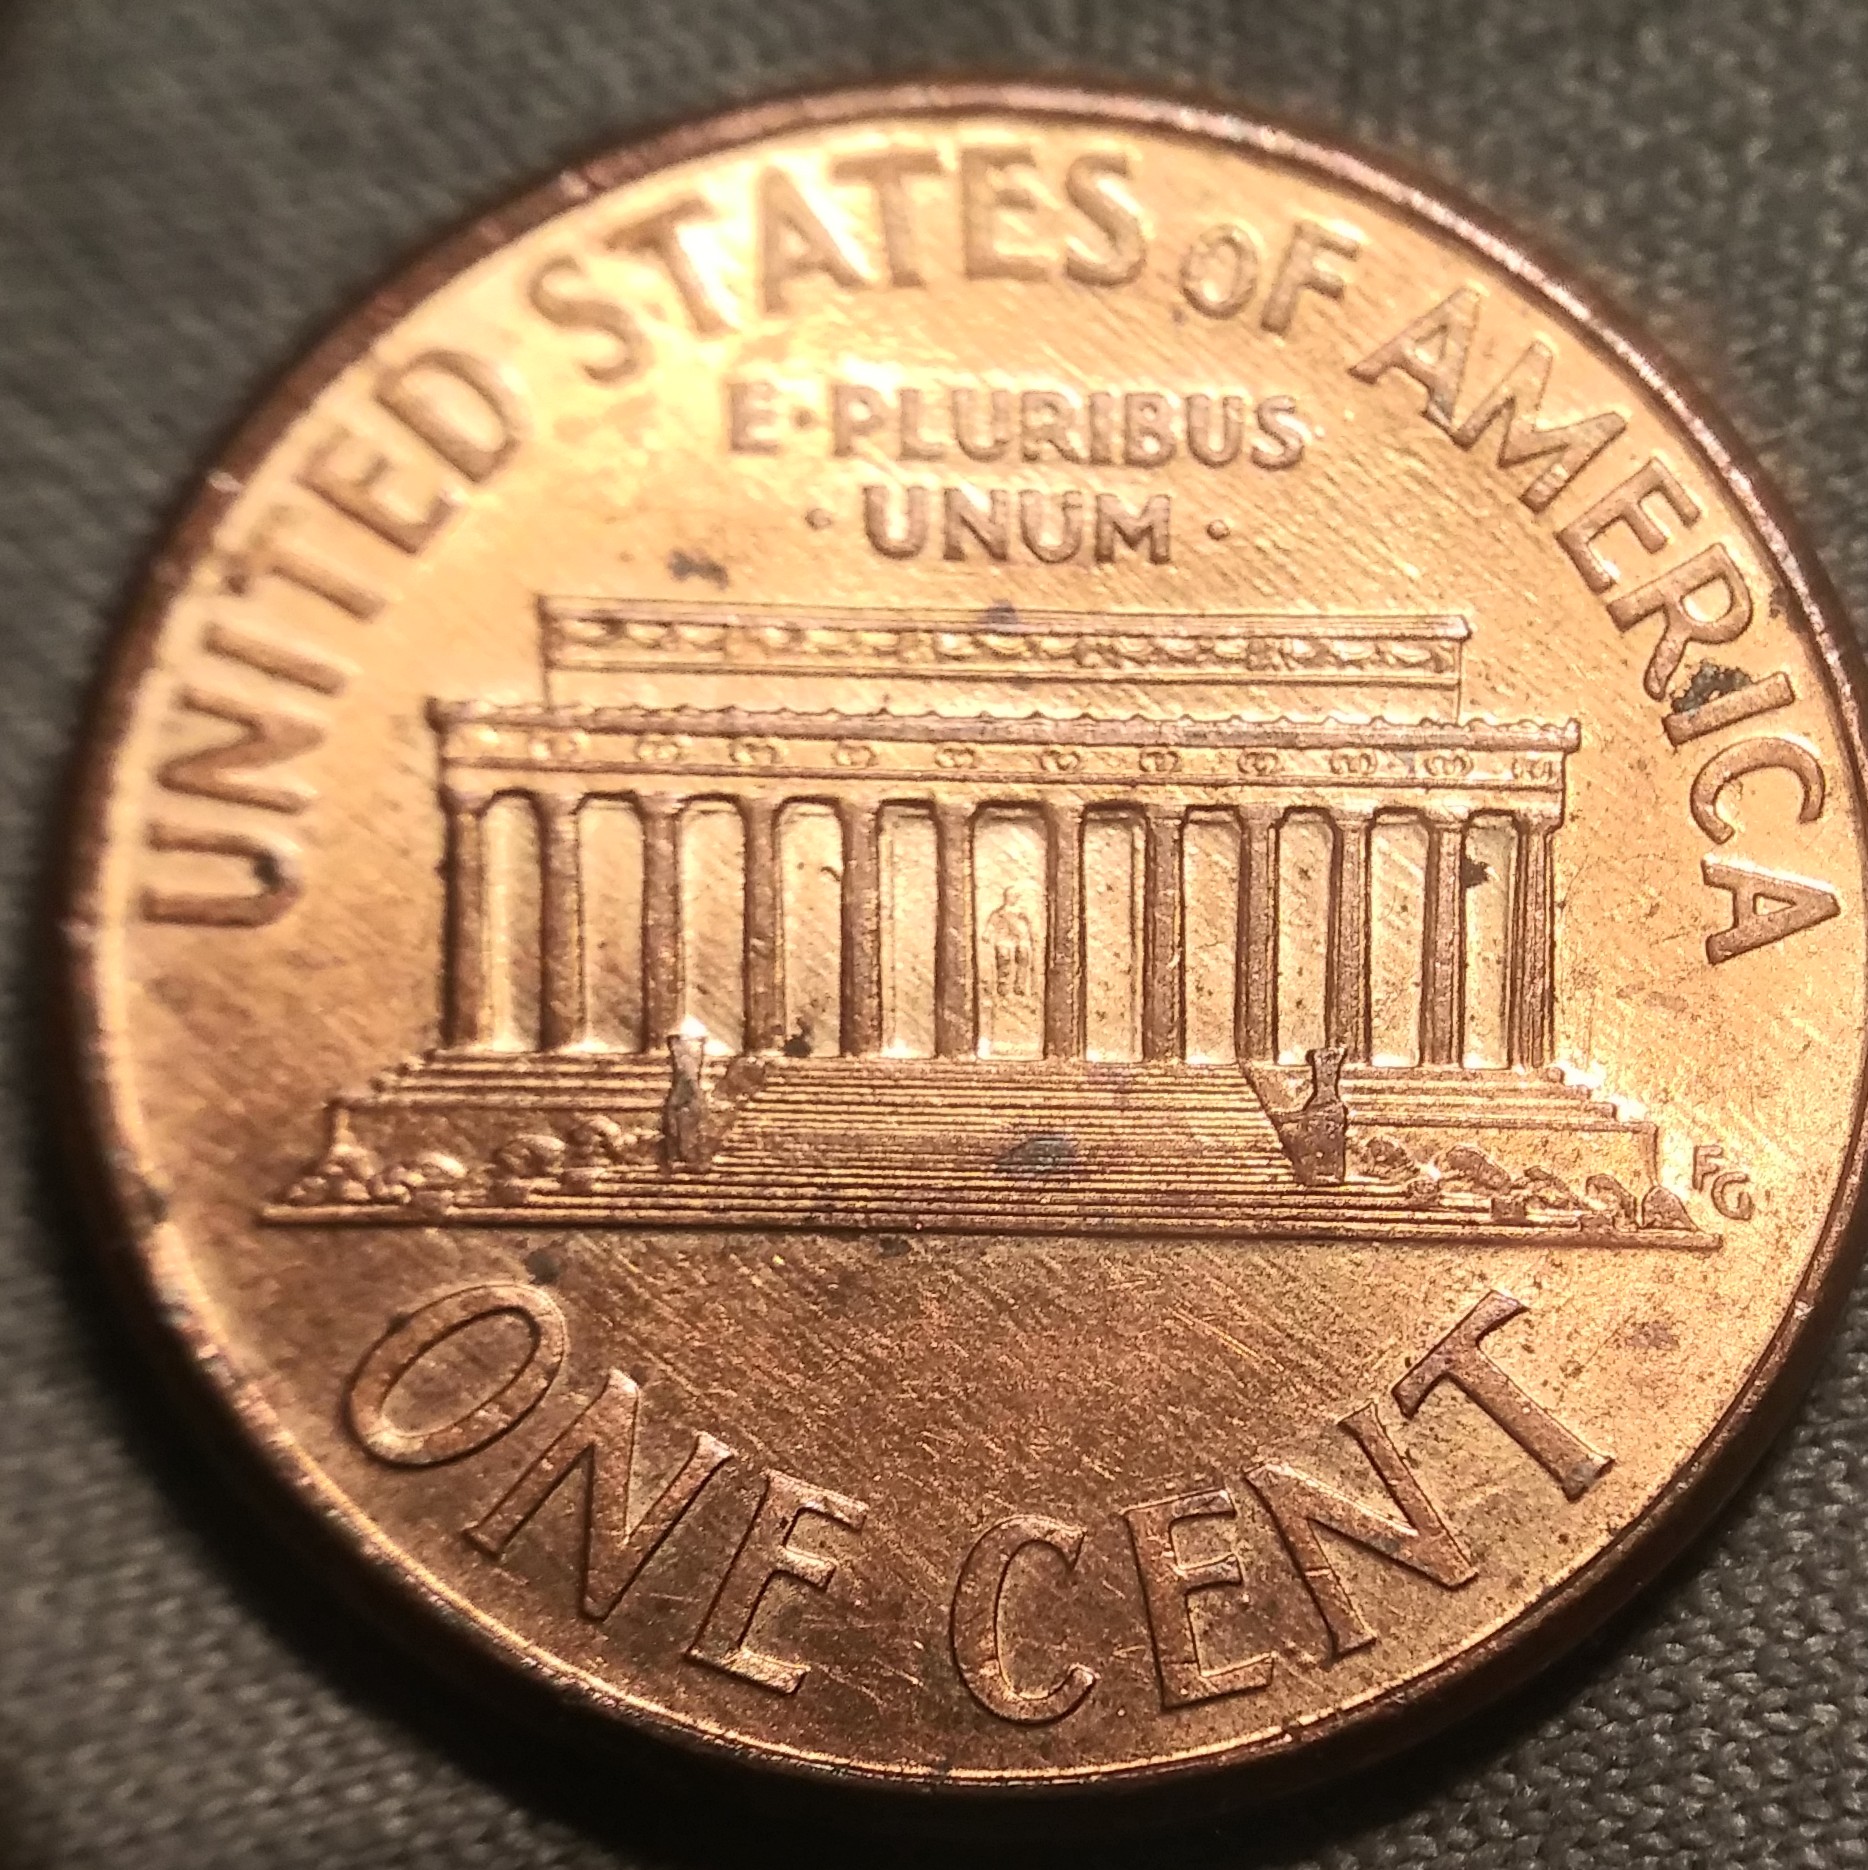 UNITED STATES OF AMERICA
E·PLURIBUS
·UNUM·
FG
ONE CENT